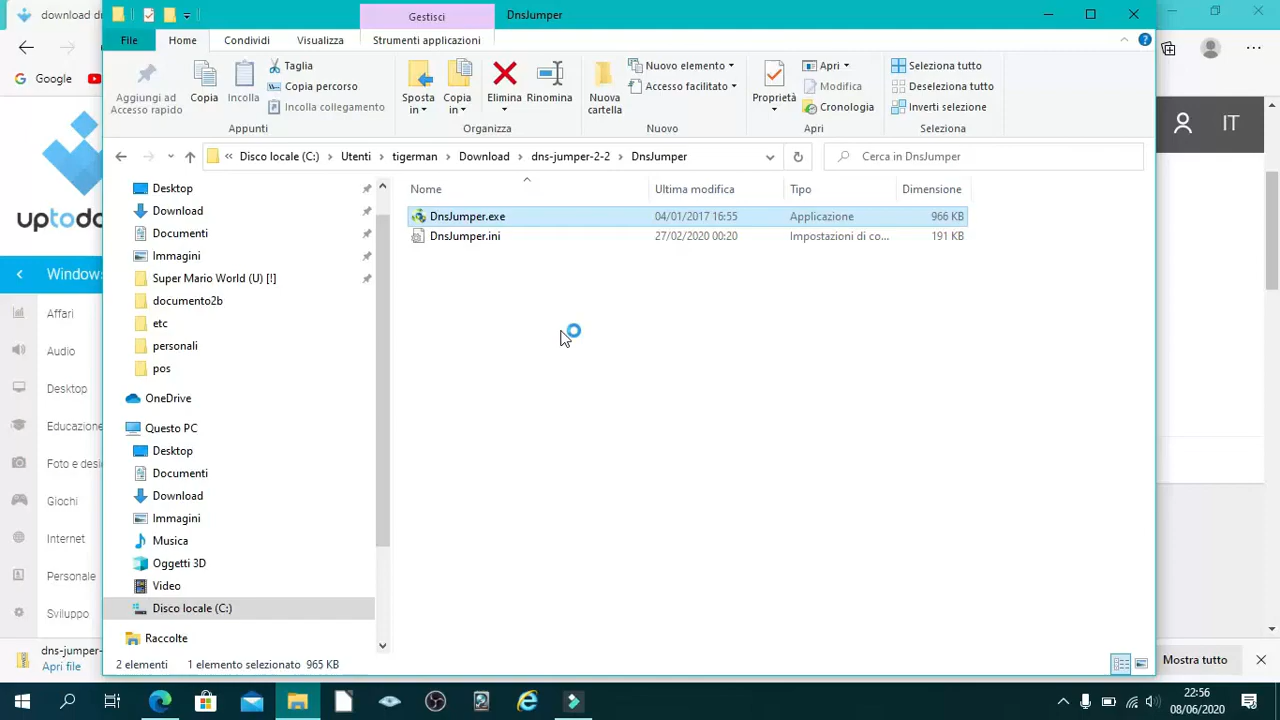 download d
Gestisci
DnsJumper
File
Home
Condividi
Visualizza
Strumenti applicazioni
Google
Aggiungi ad Accesso rapido
Copia
Incolla
Taglia
Copia percorso
Incolla collegamento
Appunti
Sposta in
Copia in
Elimina
Rinomina
Organizza
Nuova cartella
Nuovo elemento
Accesso facilitato
Nuovo
Proprietà
Apri
Modifica
Cronologia
Apri
Seleziona tutto
Deseleziona tutto
Inverti selezione
Seleziona
IT
« Disco locale (C:) > Utenti > tigerman > Download > dns-jumper-2-2 > DnsJumper
Cerca in DnsJumper
Nome
Ultima modifica
Tipo
Dimensione
DnsJumper.exe
04/01/2017 16:55
Applicazione
966 KB
DnsJumper.ini
27/02/2020 00:20
Impostazioni di co...
191 KB
Desktop
Download
Documenti
Immagini
Super Mario World (U) [!]
documento2b
etc
personali
pos
OneDrive
Questo PC
Desktop
Documenti
Download
Immagini
Musica
Oggetti 3D
Video
Disco locale (C:)
Raccolte
2 elementi
1 elemento selezionato 965 KB
uptodo
Windows
Affari
Audio
Desktop
Educazione
Foto e desi
Giochi
Internet
Personale
Sviluppo
dns-jumper-
Apri file
Mostra tutto
22:56
08/06/2020